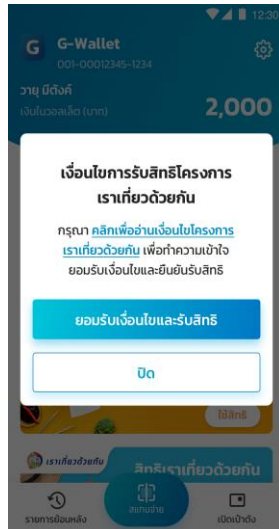 12:30
G G-Wallet
001-00012345-1234
วายุ มีตังค์
เงินในวอลเล็ต (บาท)
2,000
เงื่อนไขการรับสิทธิโครงการ
เราเที่ยวด้วยกัน
กรุณา คลิกเพื่ออ่านเงื่อนไขโครงการ
เราเที่ยวด้วยกัน เพื่อทำความเข้าใจ
ยอมรับเงื่อนไขและยืนยันรับสิทธิ
ยอมรับเงื่อนไขและรับสิทธิ
ปิด
ใช้สิทธิ
เราเที่ยวด้วยกัน
สิทธิเราเที่ยวด้วยกัน
รายการย้อนหลัง
สแกนจ่าย
เปิดเป๋าตัง